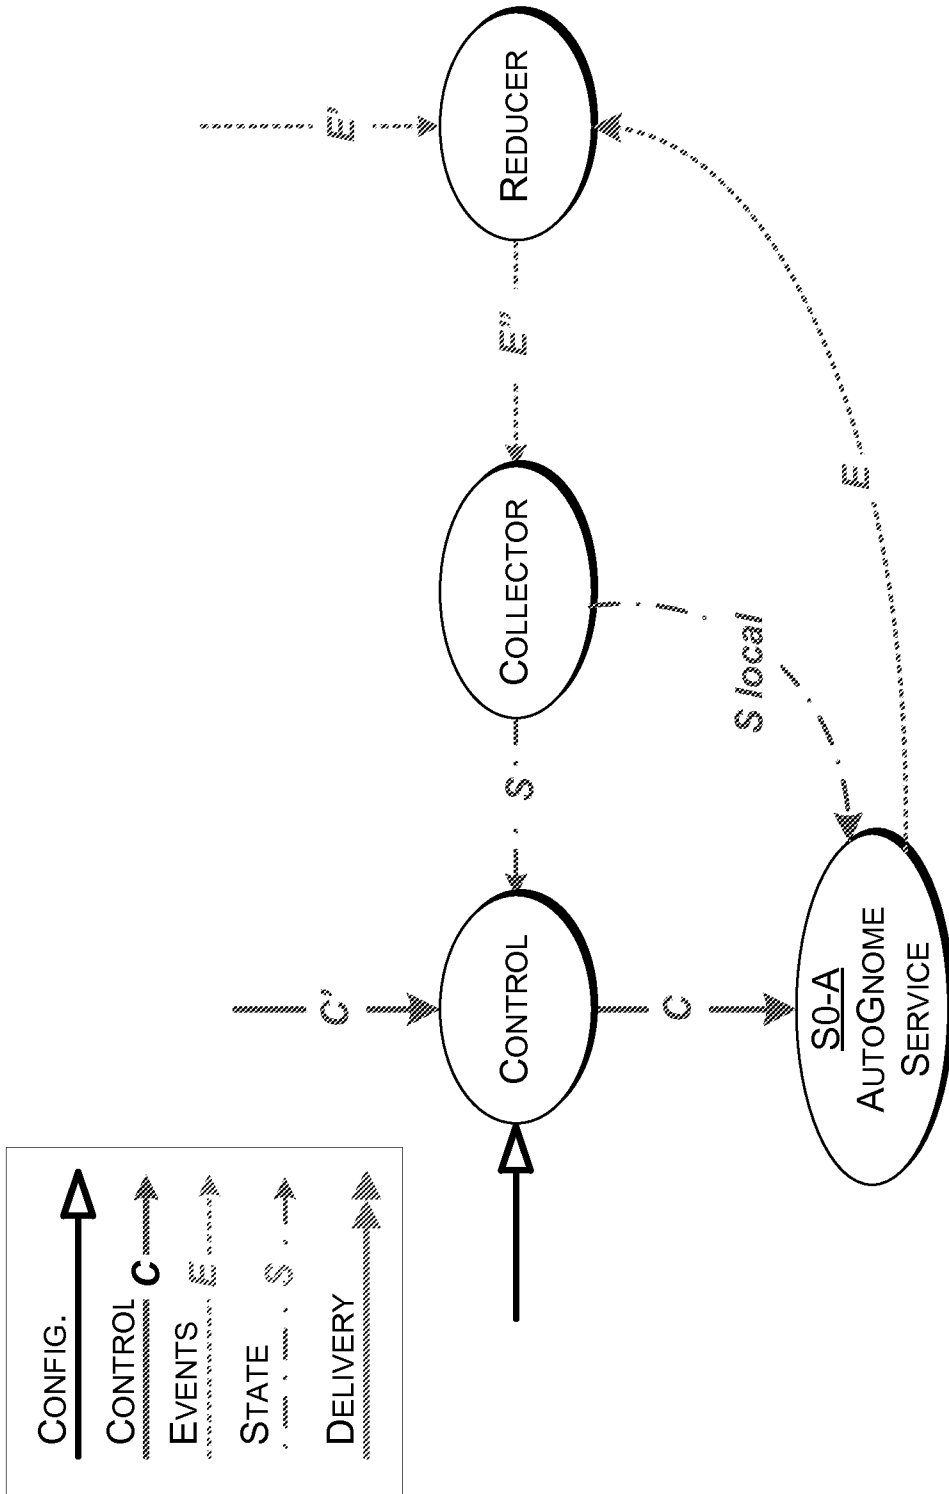 CONFIG.
CONTROL
C
EVENTS
E
STATE
S
DELIVERY
C'
CONTROL
C
S
COLLECTOR
S local
E"
E'
REDUCER
E
S0-A
AUTOGNOME
SERVICE